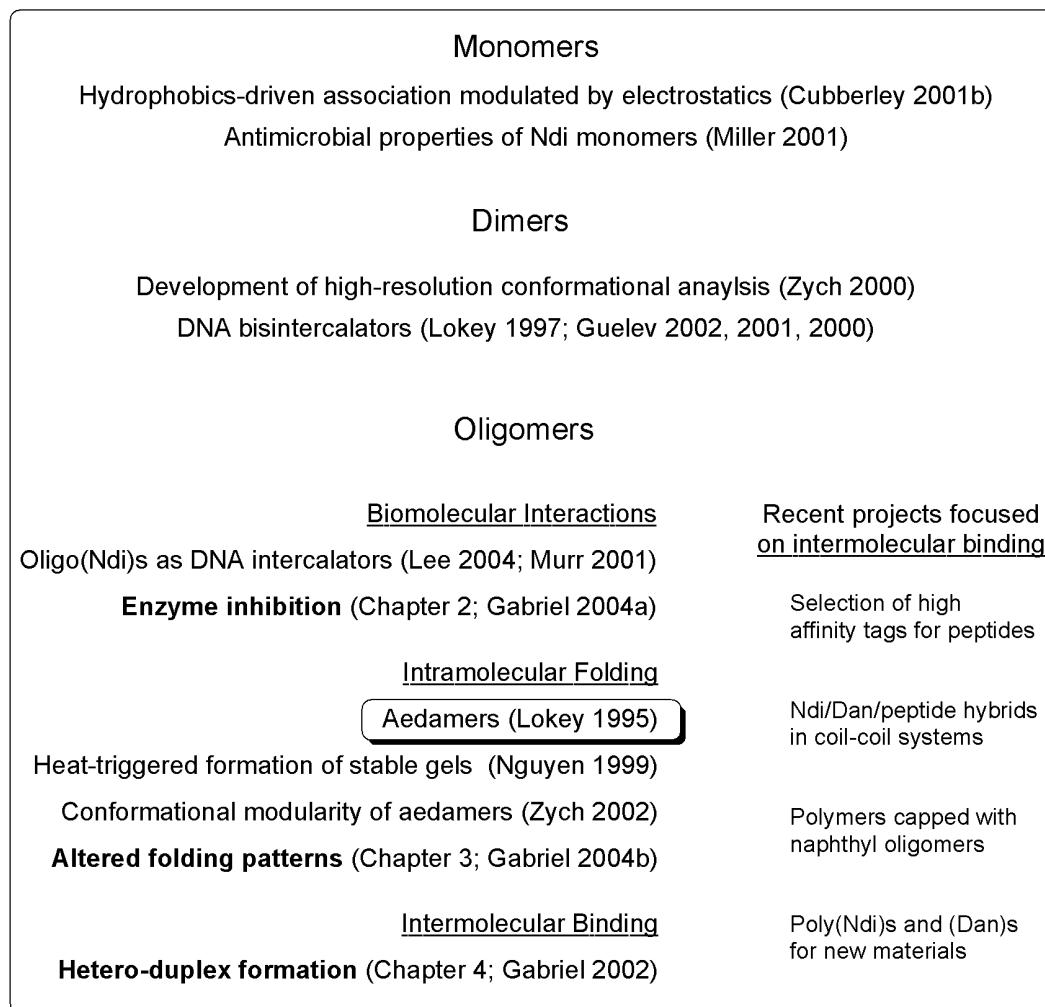 Monomers
Hydrophobics-driven association modulated by electrostatics (Cubberley 2001b)
Antimicrobial properties of Ndi monomers (Miller 2001)
Dimers
Development of high-resolution conformational anaylsis (Zych 2000)
DNA bisintercalators (Lokey 1997; Guelev 2002, 2001, 2000)
Oligomers
Biomolecular Interactions
Oligo(Ndi)s as DNA intercalators (Lee 2004; Murr 2001)
Enzyme inhibition (Chapter 2; Gabriel 2004a)
Intramolecular Folding
Aedamers (Lokey 1995)
Heat-triggered formation of stable gels (Nguyen 1999)
Conformational modularity of aedamers (Zych 2002)
Altered folding patterns (Chapter 3; Gabriel 2004b)
Intermolecular Binding
Hetero-duplex formation (Chapter 4; Gabriel 2002)
Recent projects focused
on intermolecular binding
Selection of high
affinity tags for peptides
Ndi/Dan/peptide hybrids
in coil-coil systems
Polymers capped with
naphthyl oligomers
Poly(Ndi)s and (Dan)s
for new materials